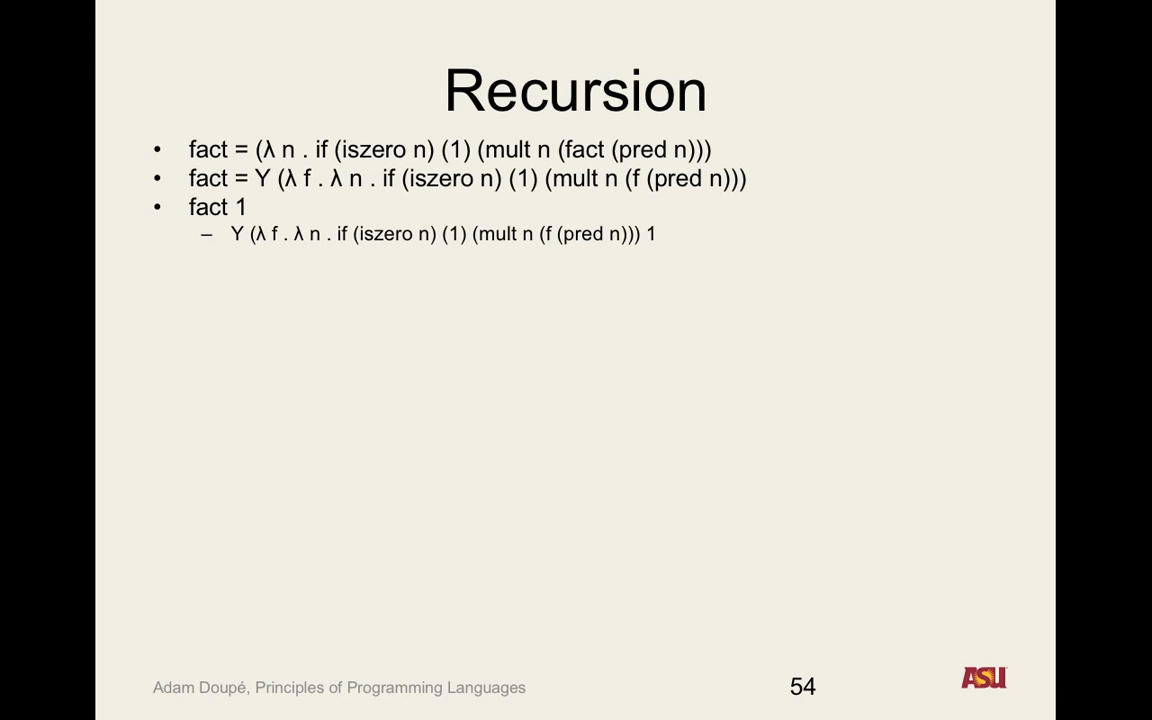 Recursion
• fact = (λ n . if (iszero n) (1) (mult n (fact (pred n)))
• fact = Y (λ f . λ n . if (iszero n) (1) (mult n (f (pred n)))
• fact 1
– Y (λ f . λ n . if (iszero n) (1) (mult n (f (pred n))) 1
Adam Doupé, Principles of Programming Languages
54
ASU